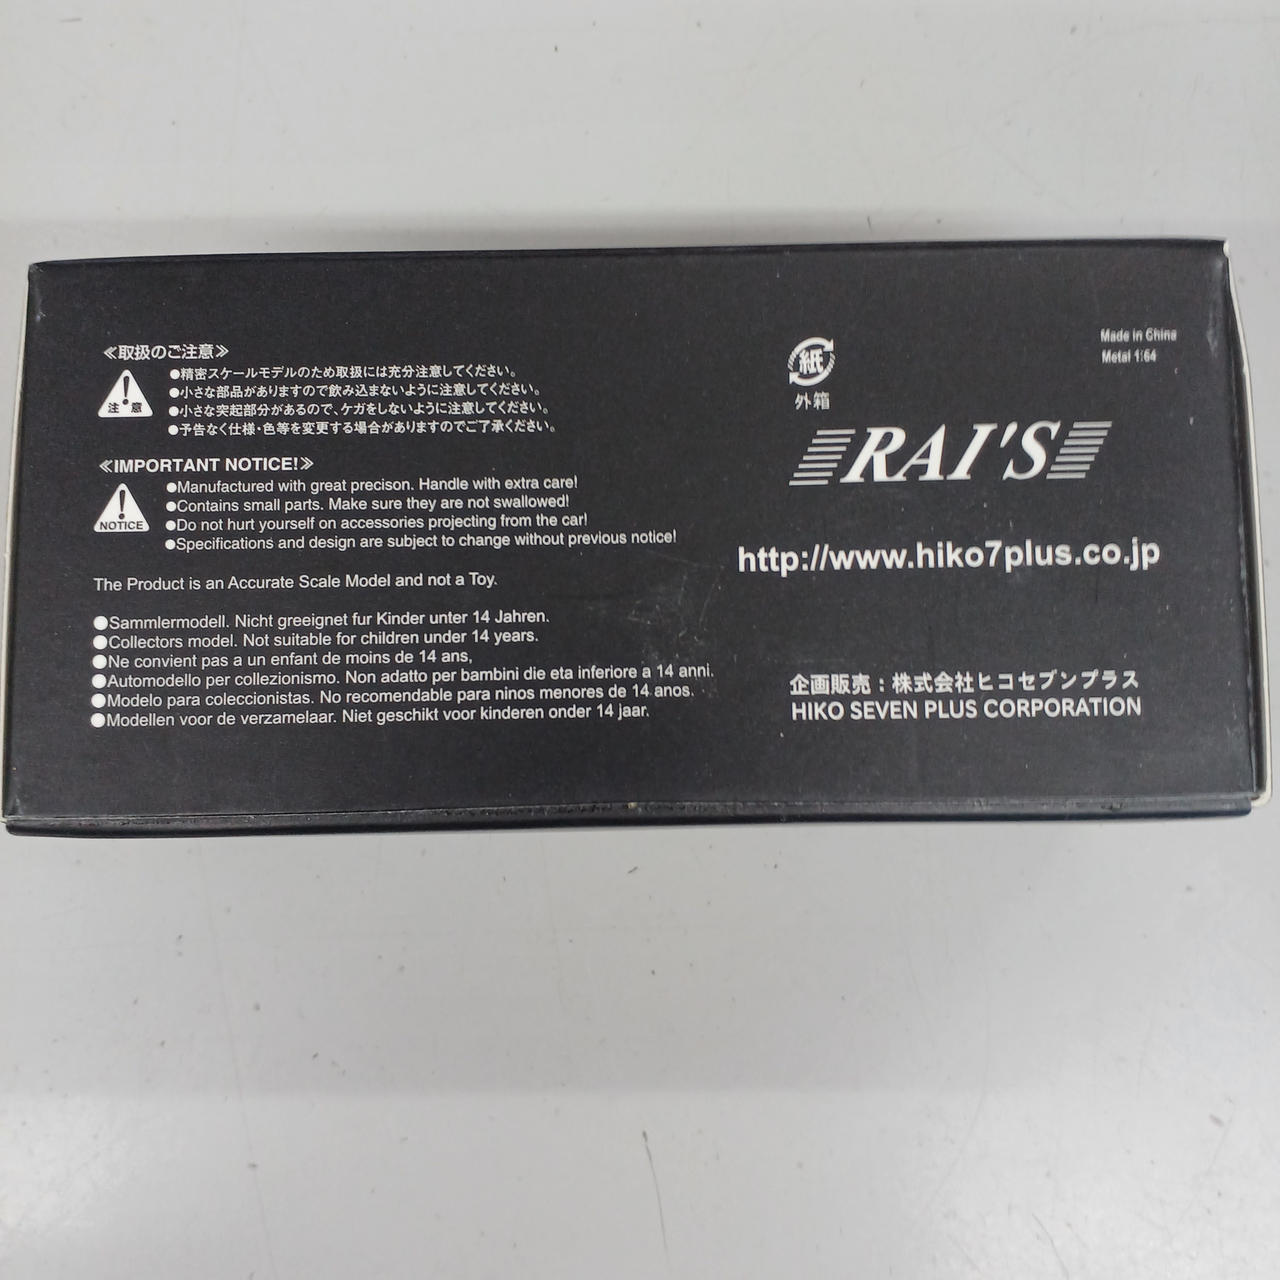 ≪取扱のご注意≫
注 意
●精密スケールモデルのため取扱には充分注意してください。
●小さな部品がありますので飲み込まないように注意してください。
●小さな突起部分があるので、ケガをしないように注意してください。
●予告なく仕様・色等を変更する場合がありますのでご了承ください。
≪IMPORTANT NOTICE!≫
NOTICE
●Manufactured with great precison. Handle with extra care!
●Contains small parts. Make sure they are not swallowed!
●Do not hurt yourself on accessories projecting from the car!
●Specifications and design are subject to change without previous notice!
The Product is an Accurate Scale Model and not a Toy.
●Sammlermodell. Nicht greeignet fur Kinder unter 14 Jahren.
●Collectors model. Not suitable for children under 14 years.
●Ne convient pas a un enfant de moins de 14 ans,
●Automodello per collezionismo. Non adatto per bambini die eta inferiore a 14 anni.
●Modelo para coleccionistas. No recomendable para ninos menores de 14 anos.
●Modellen voor de verzamelaar. Niet geschikt voor kinderen onder 14 jaar.
紙
外箱
Made in China
Metal 1:64
RAI'S
http://www.hiko7plus.co.jp
企画販売：株式会社ヒコセブンプラス
HIKO SEVEN PLUS CORPORATION